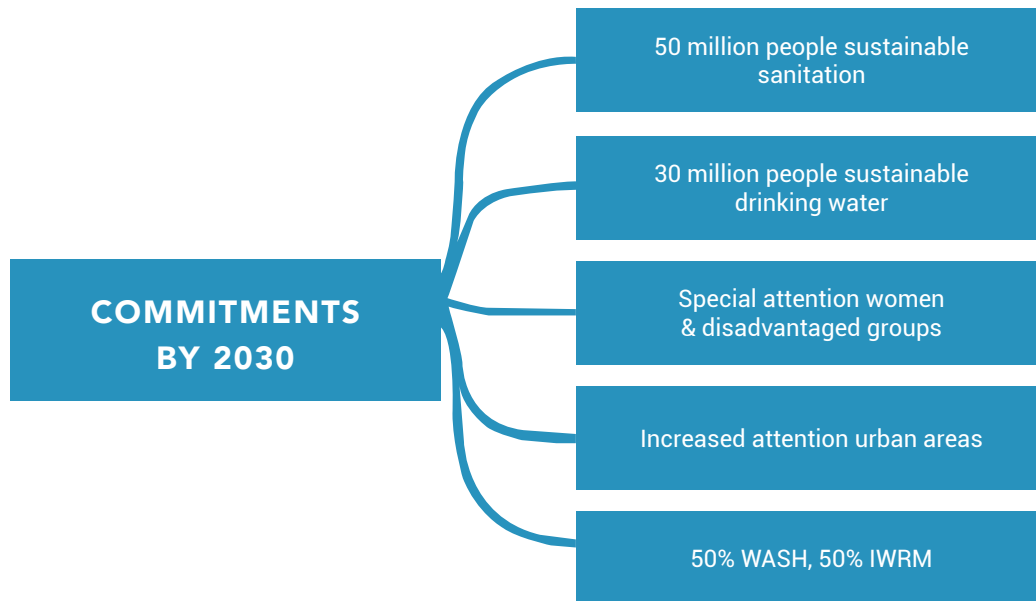 50 million people sustainable
sanitation
30 million people sustainable
drinking water
COMMITMENTS
BY 2030
Special attention women
& disadvantaged groups
Increased attention urban areas
50% WASH, 50% IWRM